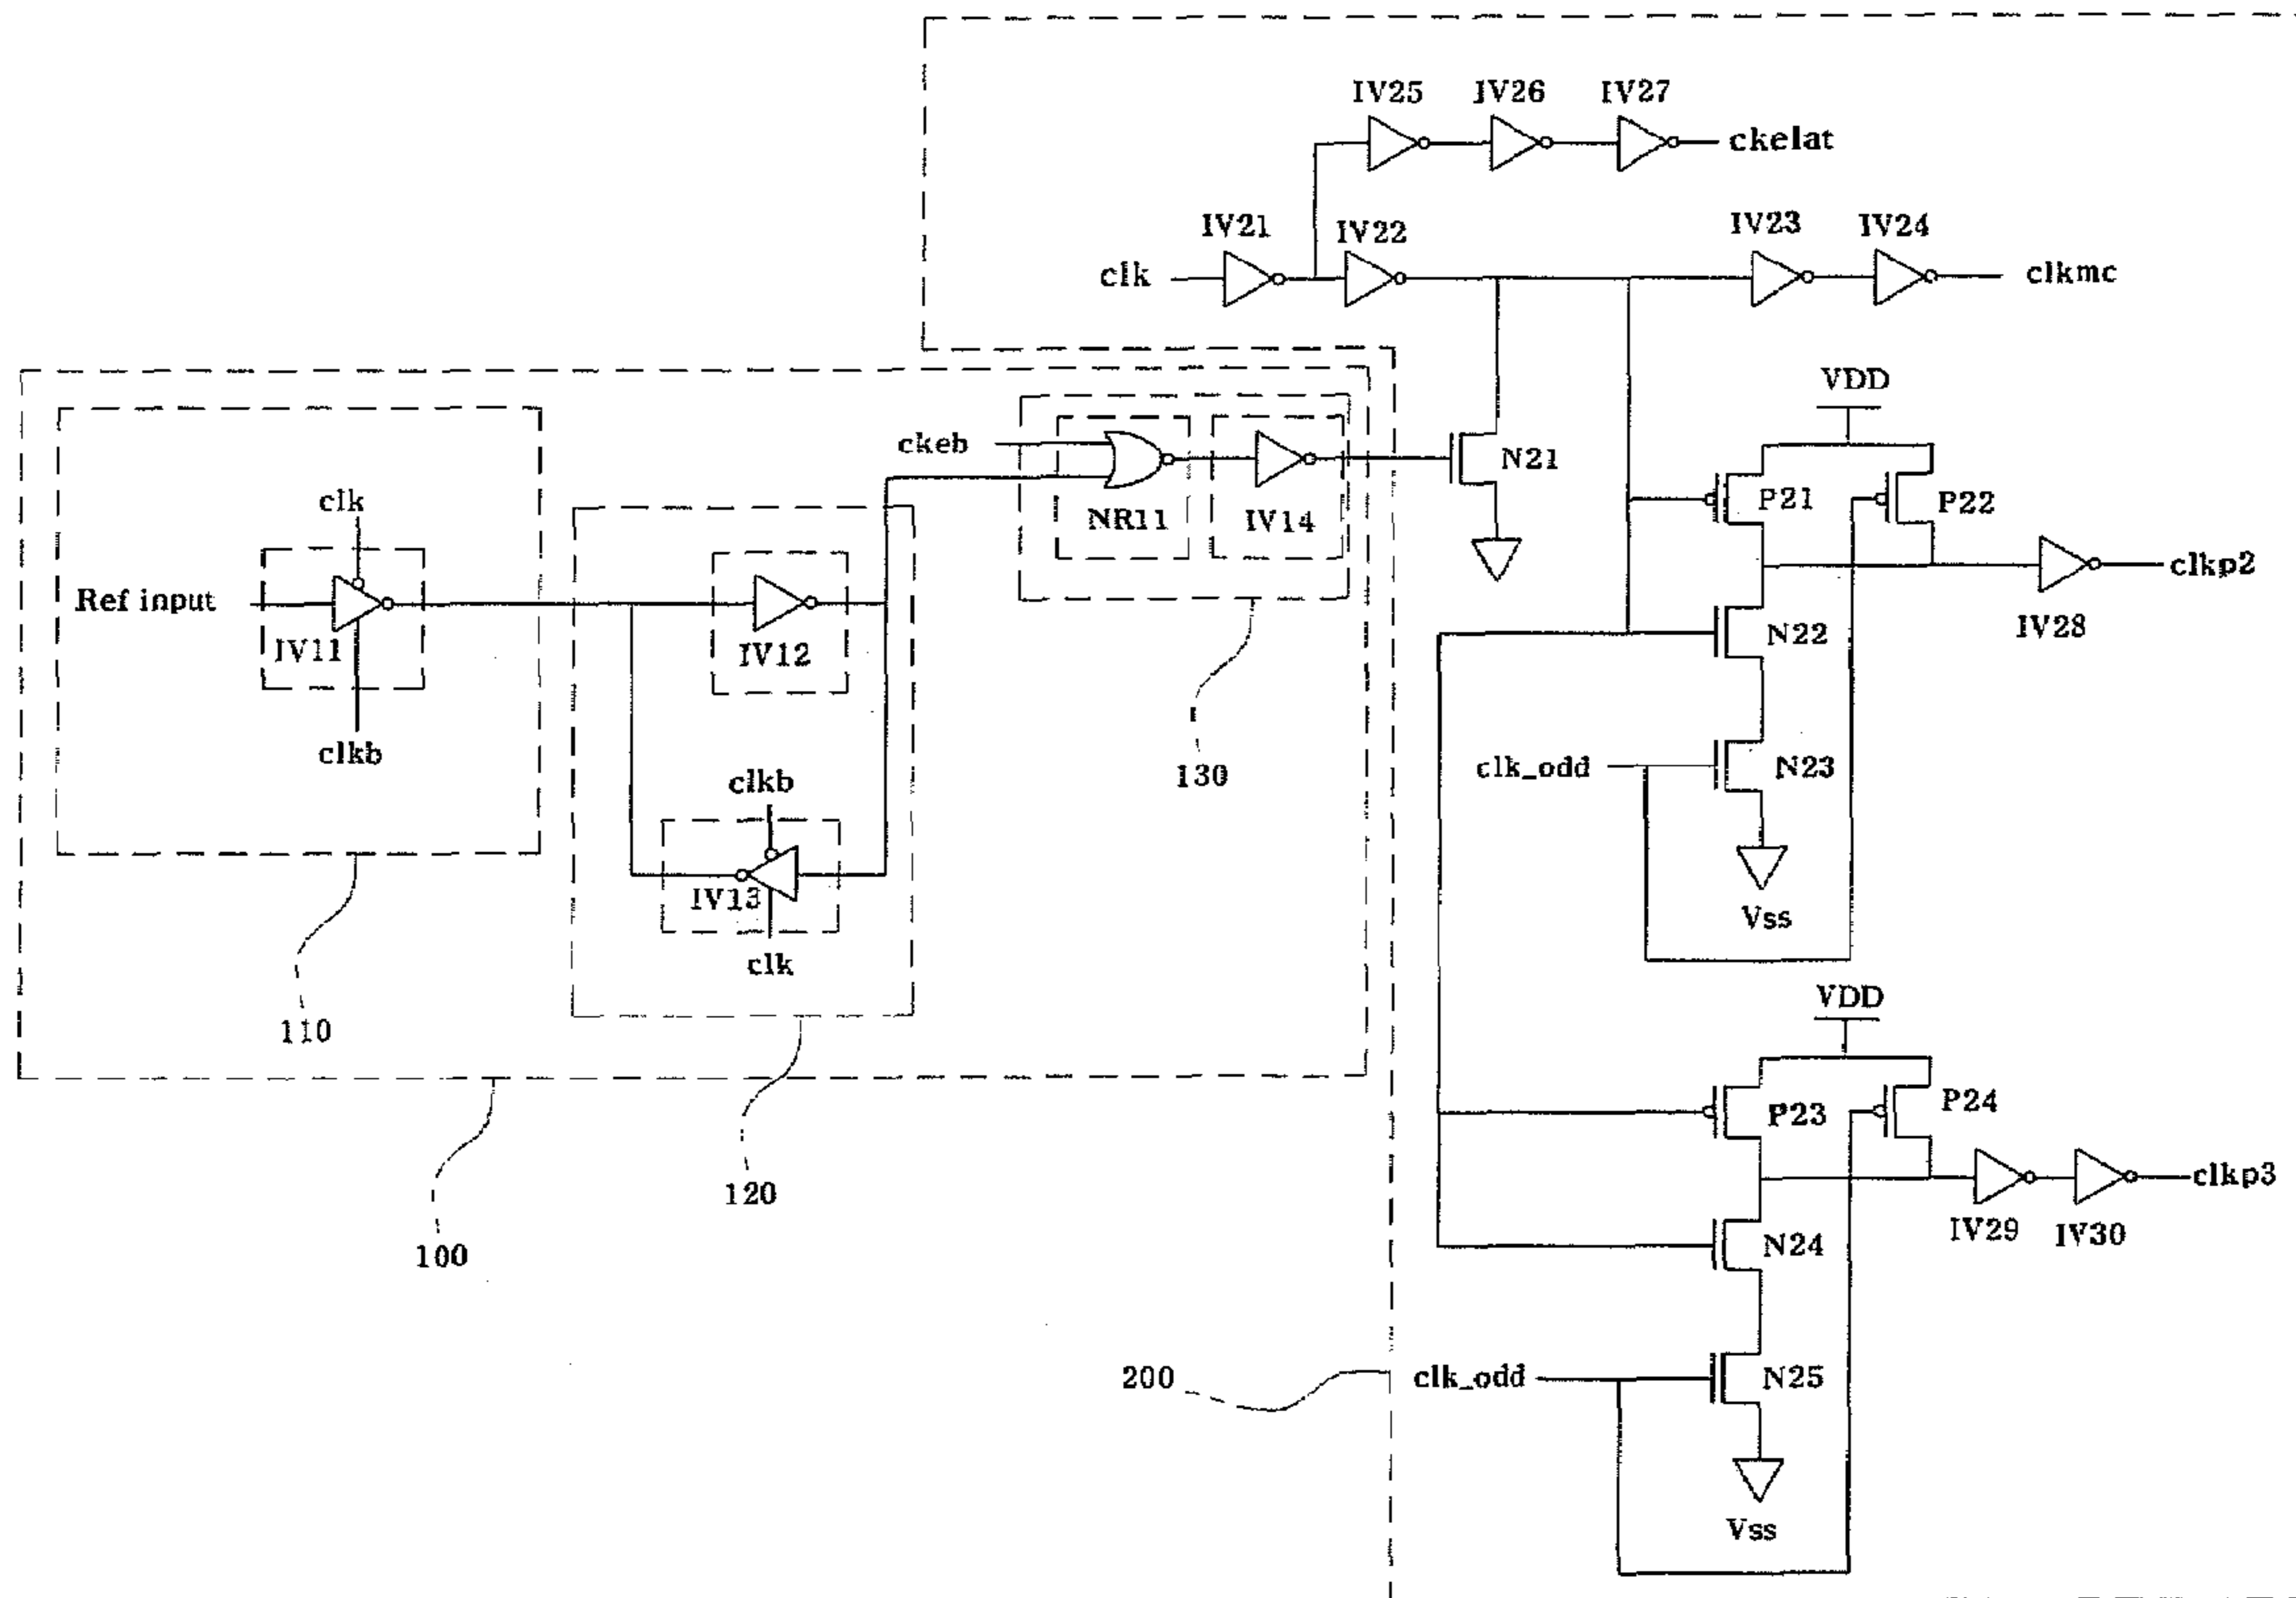 IV25
IV26
IV27
ckelat
IV21
IV22
IV23
IV24
clk
clkmc
VDD
ckeb
N21
P21
P22
clk
NR11
IV14
clkp2
Ref input
IV11
IV12
N22
IV28
clkb
clkb
130
clk_odd
N23
IV13
Vss
clk
VDD
110
P23
P24
120
clkp3
100
N24
IV29
IV30
200
clk_odd
N25
Vss